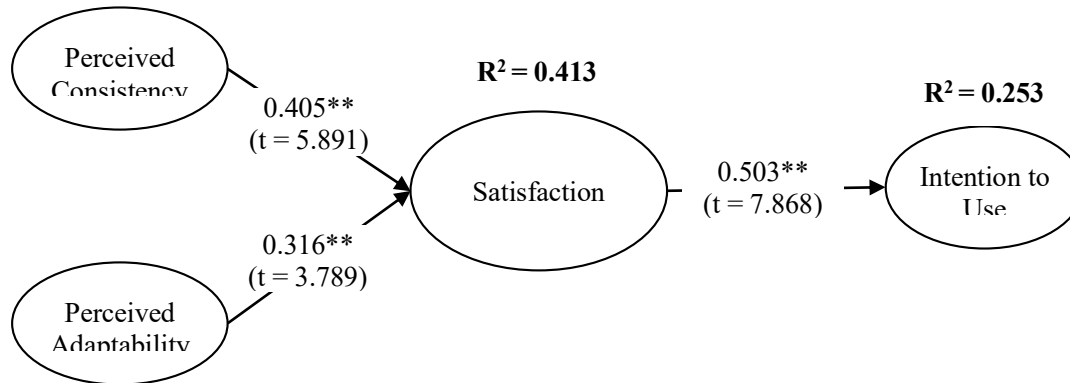 Perceived
Consistency
R² = 0.413
R² = 0.253
0.405**
(t = 5.891)
Satisfaction
0.503**
(t = 7.868)
Intention to
Use
0.316**
(t = 3.789)
Perceived
Adaptability